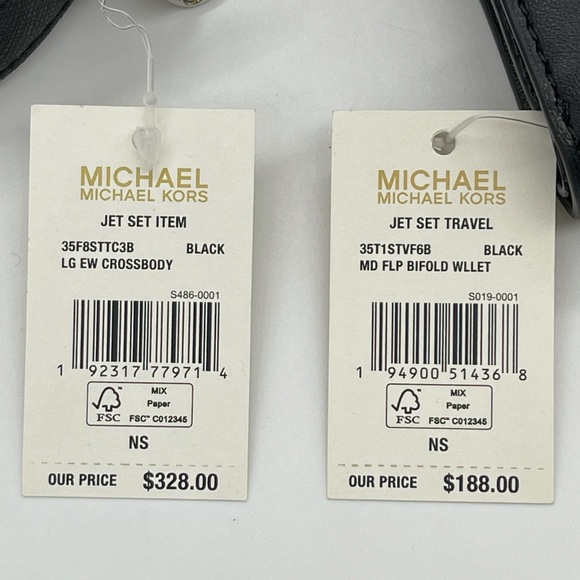 MICHAEL
MICHAEL KORS
JET SET ITEM
35F8STTC3B BLACK
LG EW CROSSBODY
S486-0001
1 92317 77971 4
FSC
MIX
Paper
FSC™ C012345
NS
OUR PRICE $328.00
MICHAEL
MICHAEL KORS
JET SET TRAVEL
35T1STVF6B BLACK
MD FLP BIFOLD WLLET
S019-0001
1 94900 51436 8
FSC
MIX
Paper
FSC™ C012345
NS
OUR PRICE $188.00